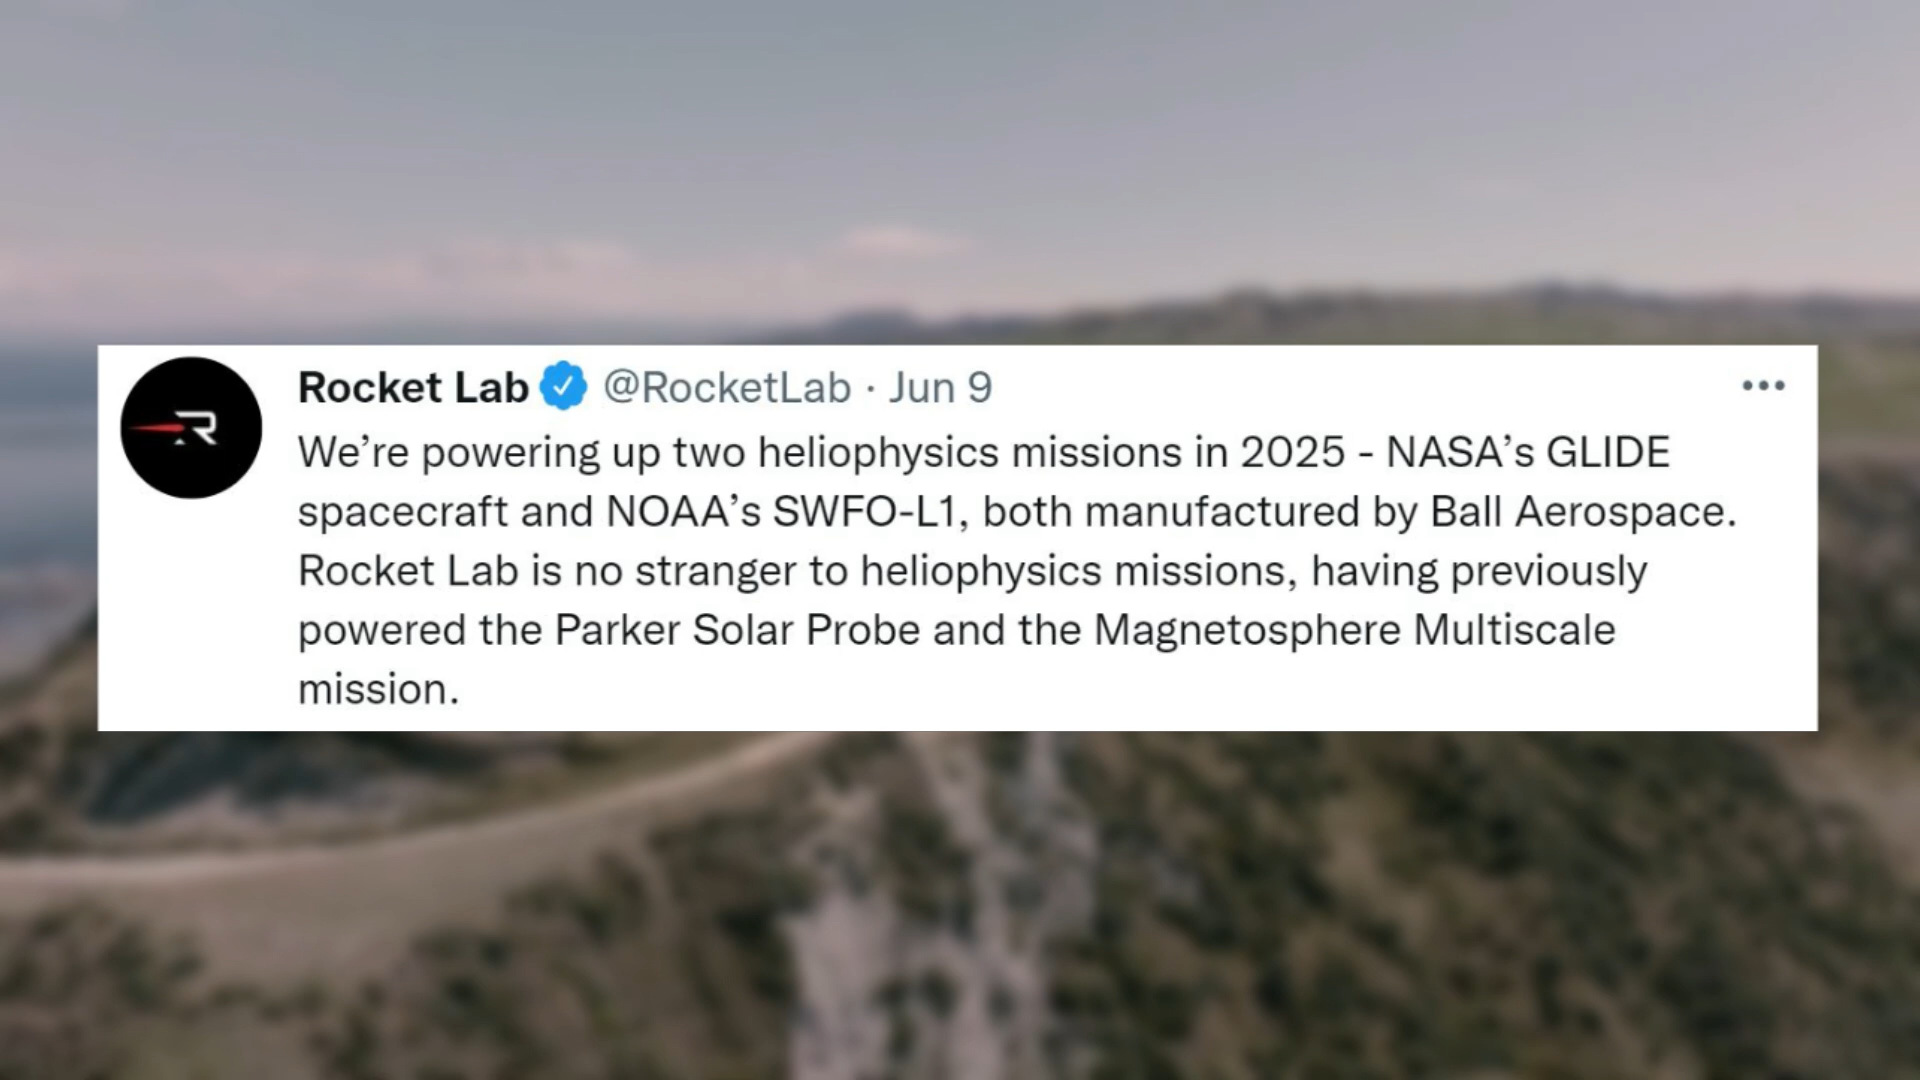 Rocket Lab @RocketLab · Jun 9
We’re powering up two heliophysics missions in 2025 - NASA’s GLIDE
spacecraft and NOAA’s SWFO-L1, both manufactured by Ball Aerospace.
Rocket Lab is no stranger to heliophysics missions, having previously
powered the Parker Solar Probe and the Magnetosphere Multiscale
mission.